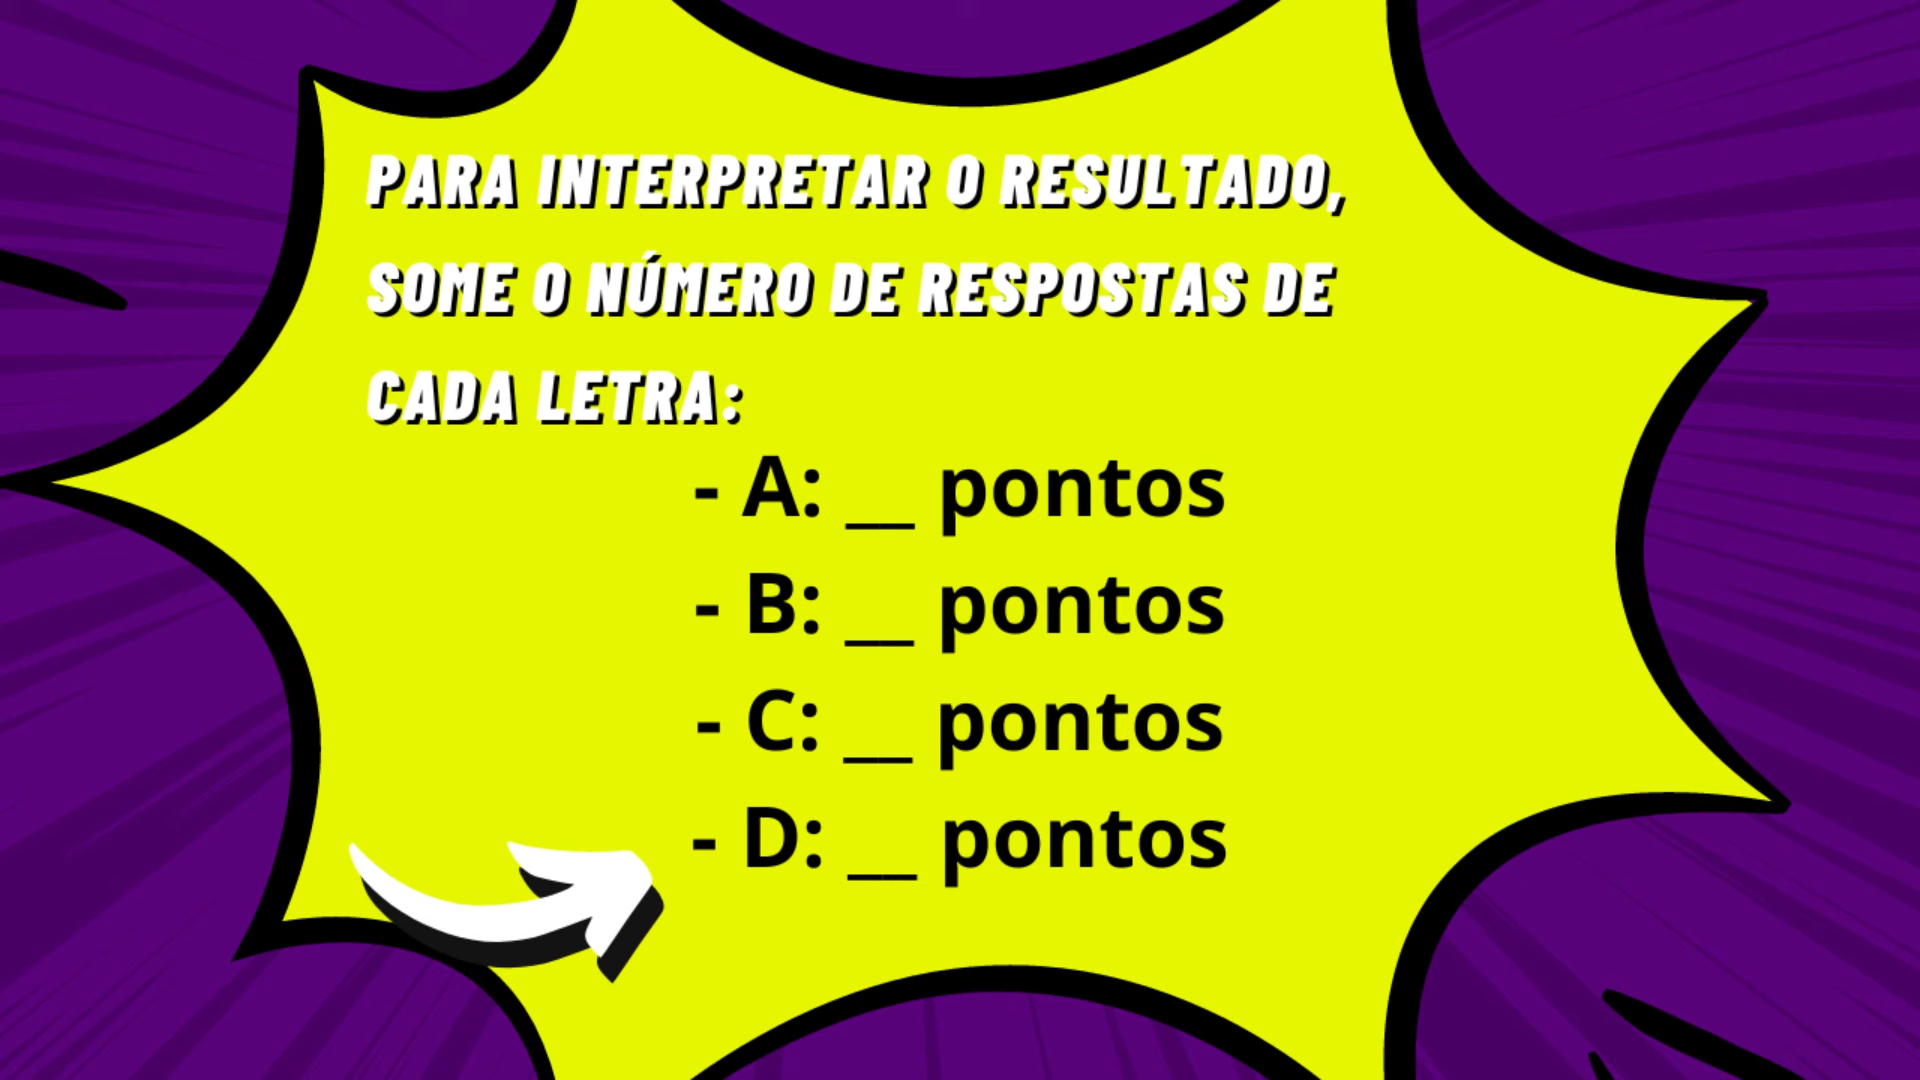 PARA INTERPRETAR O RESULTADO,
SOME O NÚMERO DE RESPOSTAS DE
CADA LETRA:
- A: __ pontos
- B: __ pontos
- C: __ pontos
- D: __ pontos